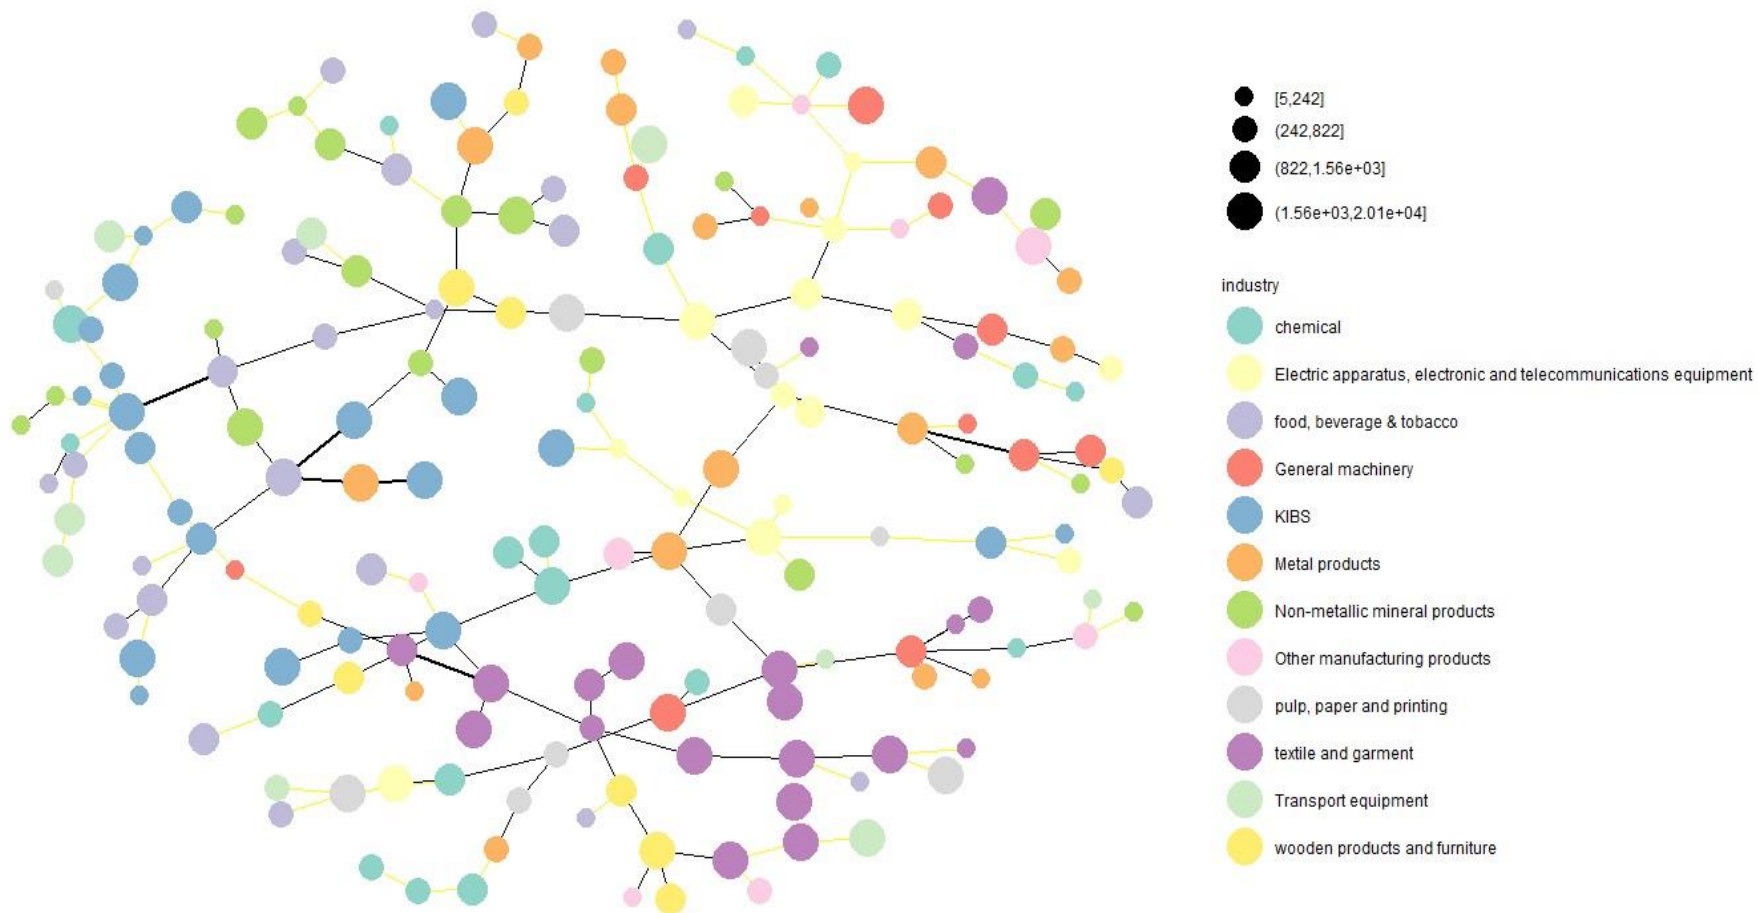 [5,242]
(242,822]
(822,1.56e+03]
(1.56e+03,2.01e+04]
industry
chemical
Electric apparatus, electronic and telecommunications equipment
food, beverage & tobacco
General machinery
KIBS
Metal products
Non-metallic mineral products
Other manufacturing products
pulp, paper and printing
textile and garment
Transport equipment
wooden products and furniture